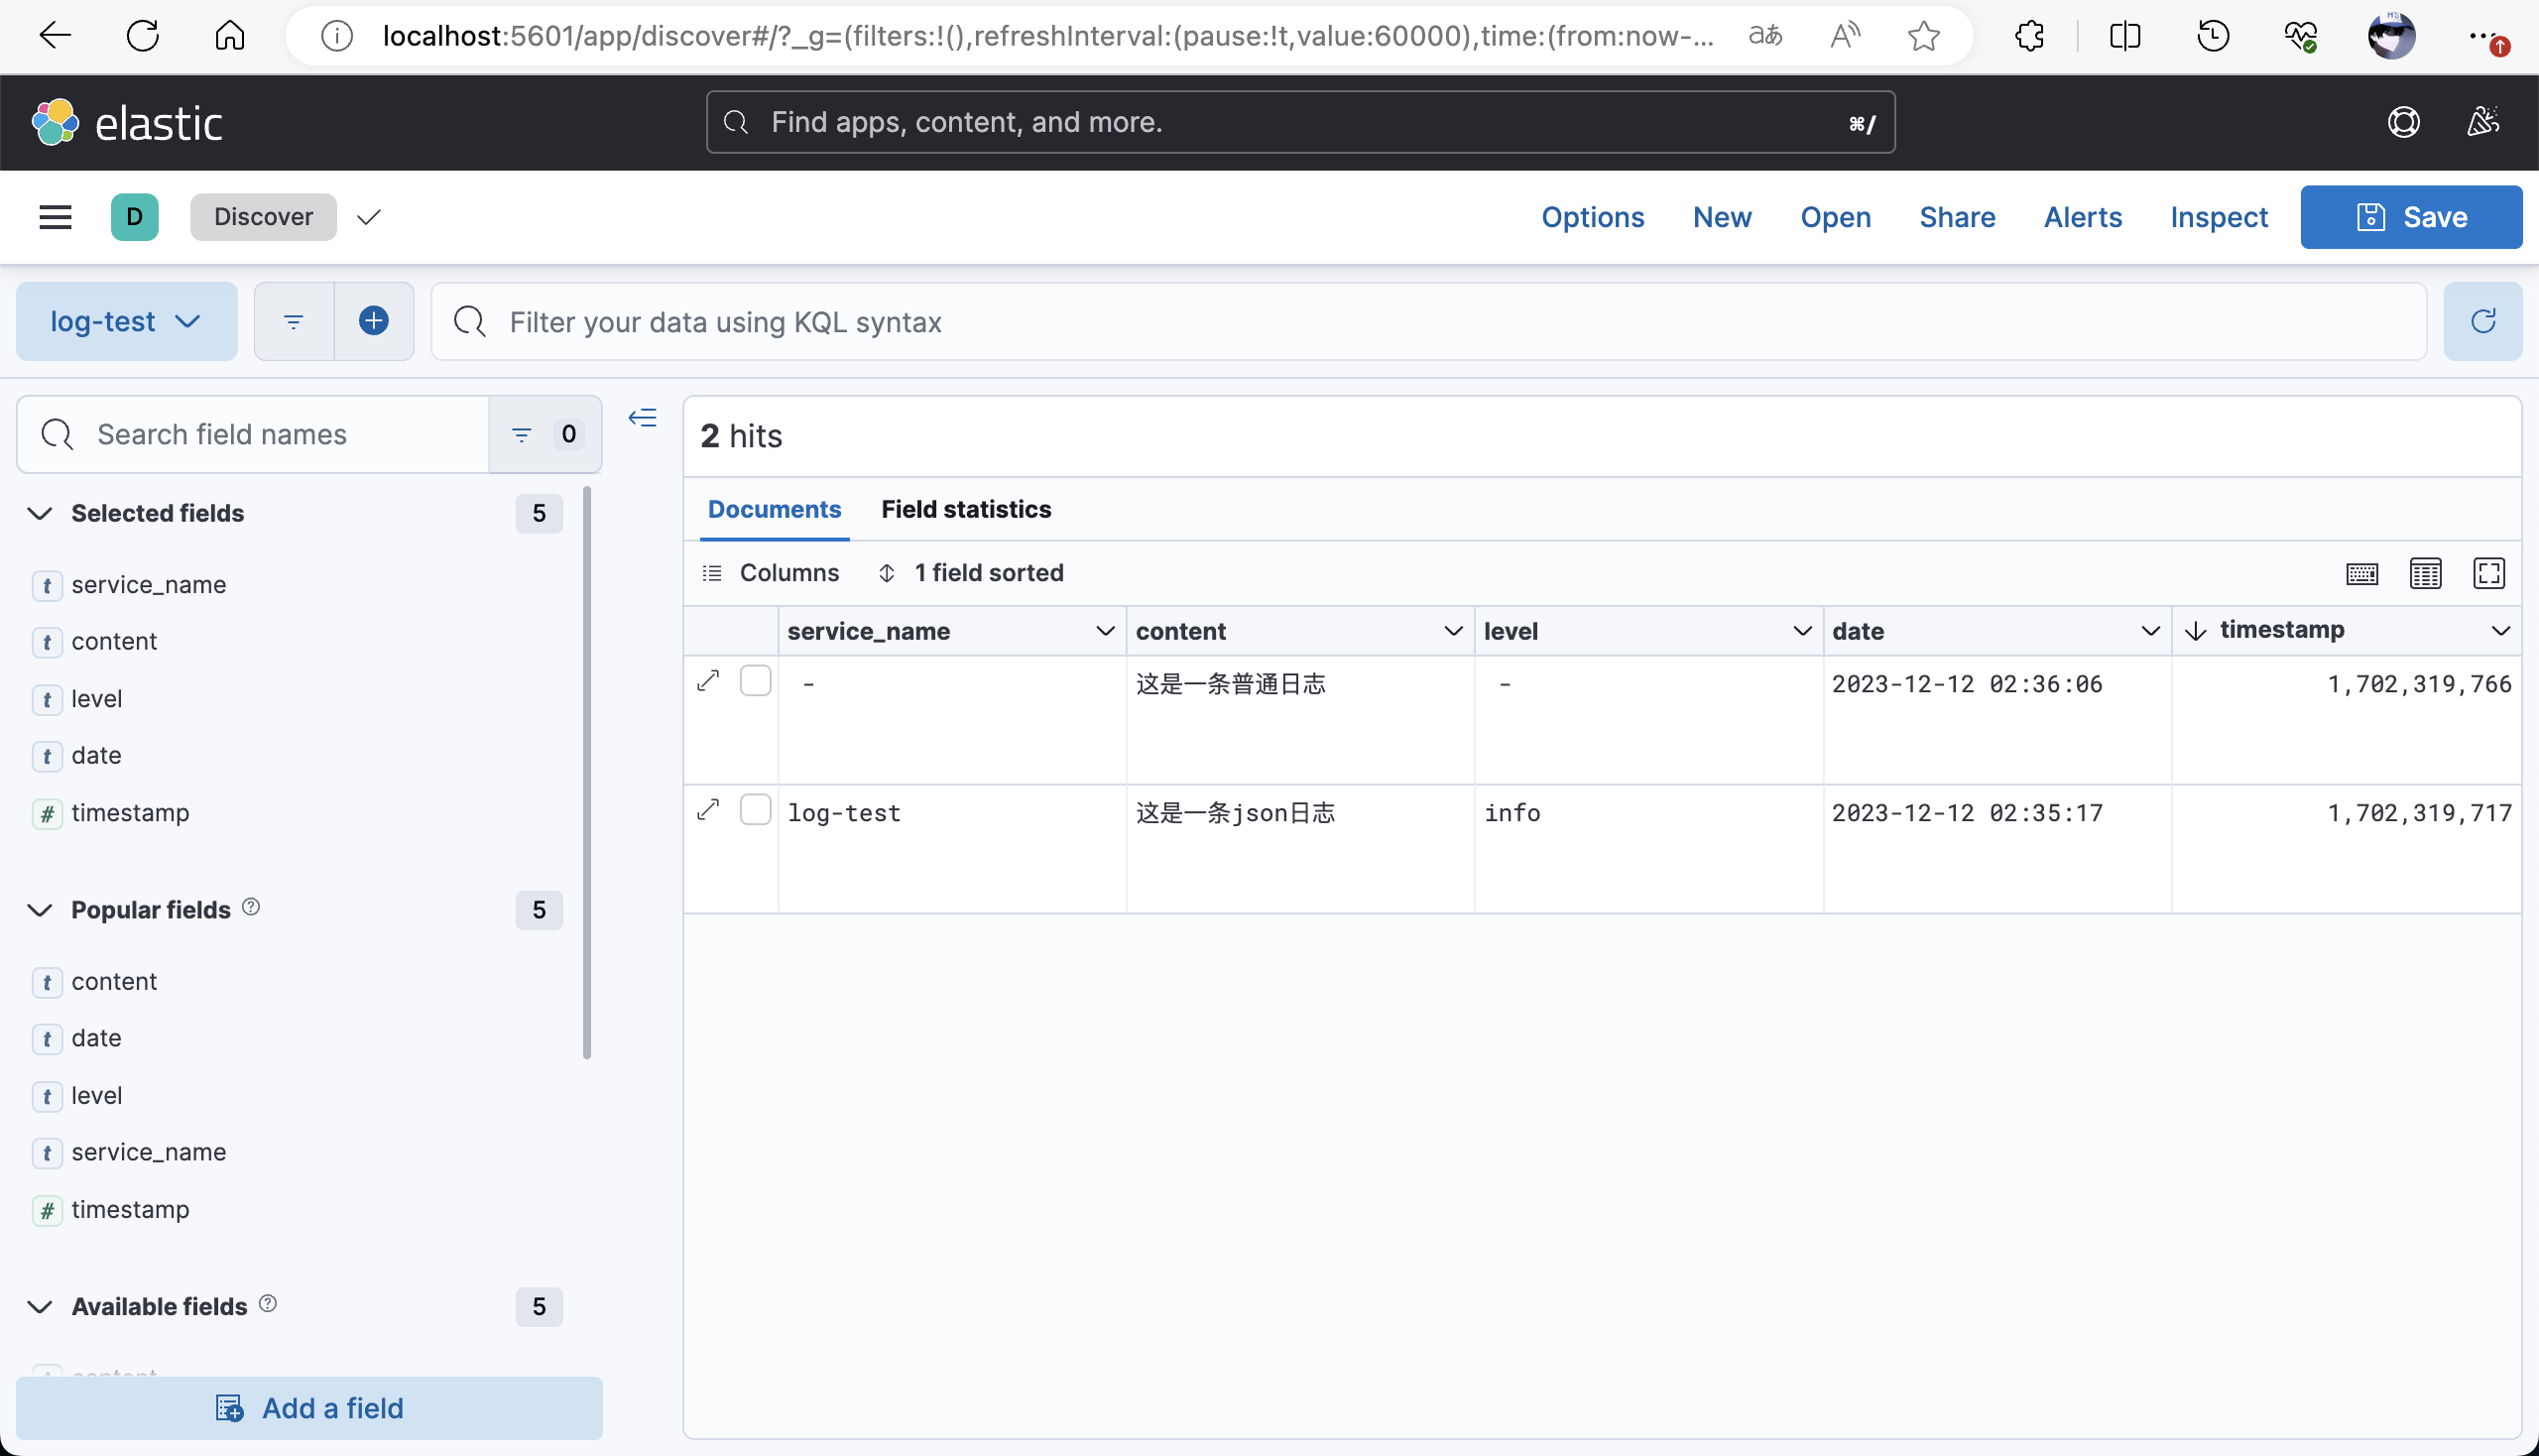 localhost:5601/app/discover#/?_g=(filters:!(),refreshInterval:(pause:!t,value:60000),time:(from:now-...
elastic
Find apps, content, and more.
⌘/
D
Discover
Options
New
Open
Share
Alerts
Inspect
Save
log-test
Filter your data using KQL syntax
Search field names
0
2 hits
Selected fields
5
Documents
Field statistics
Columns
1 field sorted
t service_name
t content
t level
t date
# timestamp
service_name
content
level
date
timestamp
-
这是一条普通日志
-
2023-12-12 02:36:06
1,702,319,766
log-test
这是一条json日志
info
2023-12-12 02:35:17
1,702,319,717
Popular fields
5
t content
t date
t level
t service_name
# timestamp
Available fields
5
Add a field